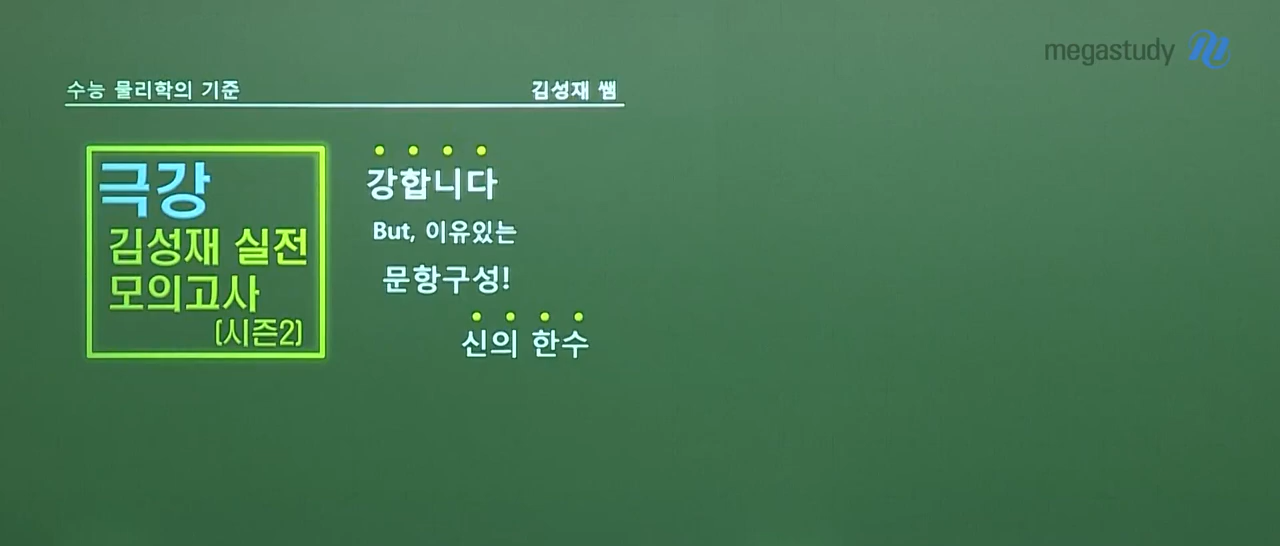 megastudy
수능 물리학의 기준 김성재 쌤
극강
김성재 실전
모의고사
(시즌2)
강합니다
But, 이유있는
문항구성!
신의 한수